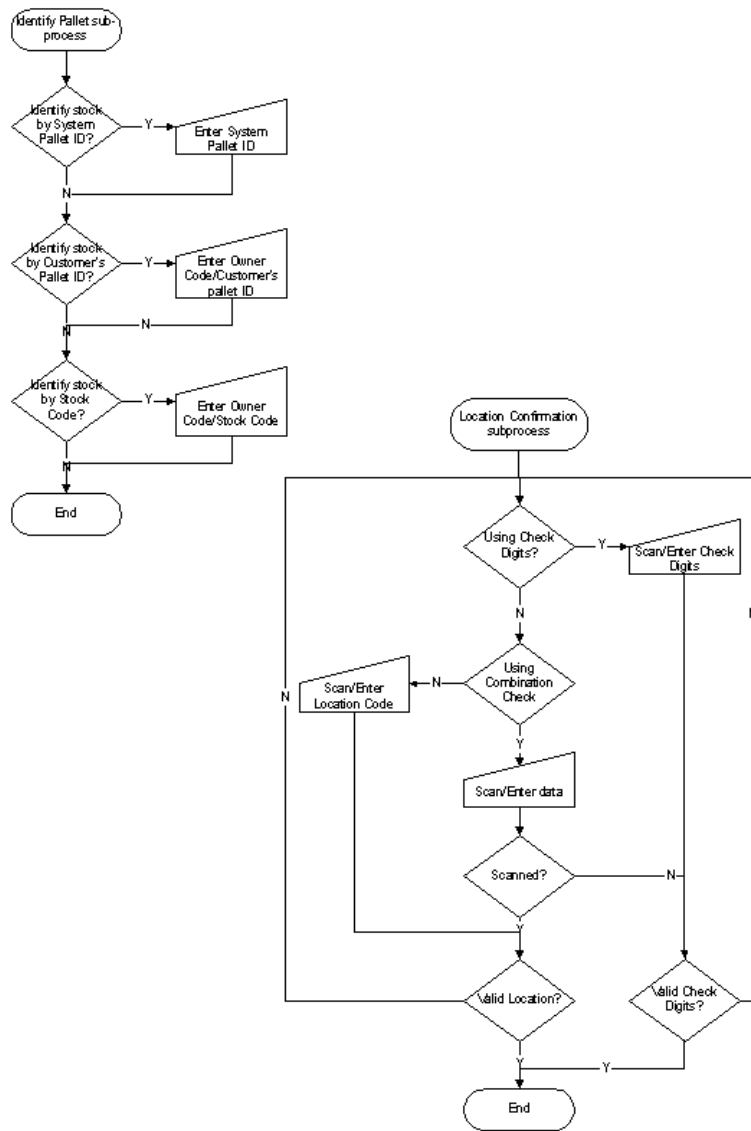 Identify Pallet sub-
process
Identify stock
by System
Pallet ID?
Y
Enter System
Pallet ID
N
Identify stock
by Customer's
Pallet ID?
Y
Enter Owner
Code/Customer's
pallet ID
N
N
Identify stock
by Stock
Code?
Y
Enter Owner
Code/Stock Code
N
End
Location Confirmation
subprocess
Using Check
Digits?
Y
Scan/Enter Check
Digits
N
Using
Combination
Check
N
Scan/Enter
Location Code
N
Y
Scan/Enter data
Scanned?
N
Y
Valid Location?
Valid Check
Digits?
Y
Y
End